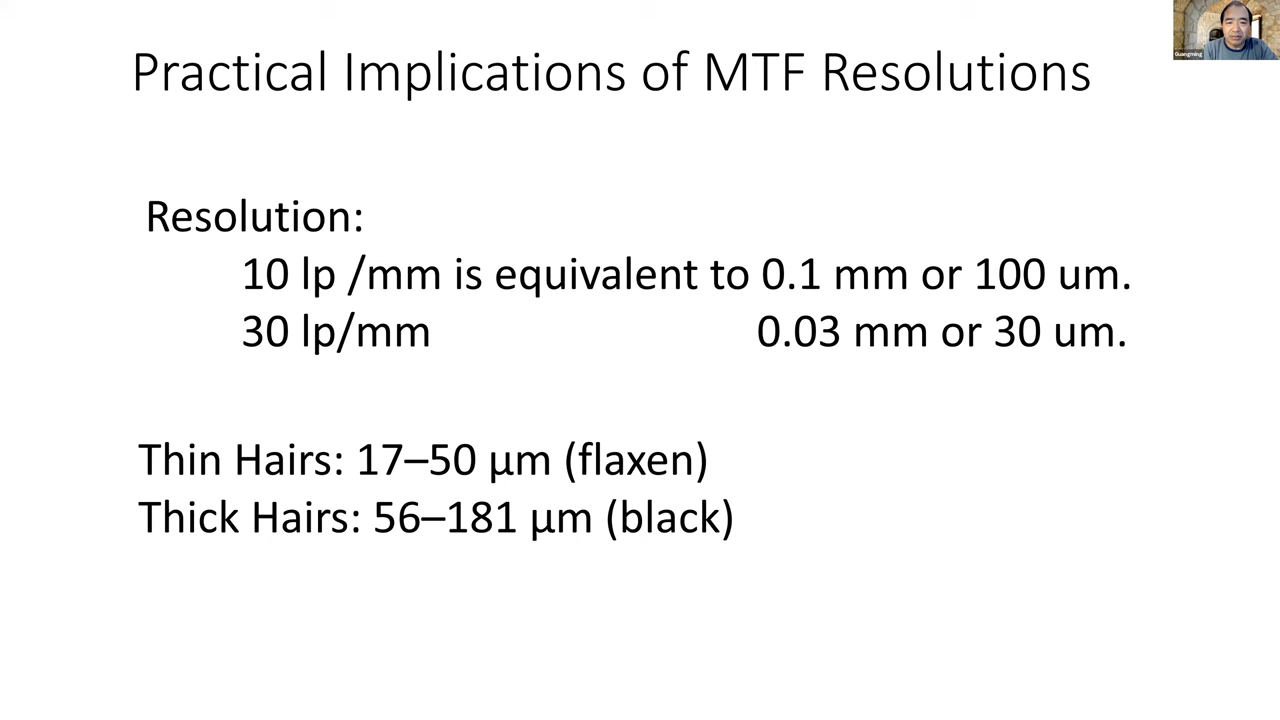 Practical Implications of MTF Resolutions
Guangming
Resolution:
10 lp /mm is equivalent to 0.1 mm or 100 um.
30 lp/mm 0.03 mm or 30 um.
Thin Hairs: 17–50 µm (flaxen)
Thick Hairs: 56–181 µm (black)